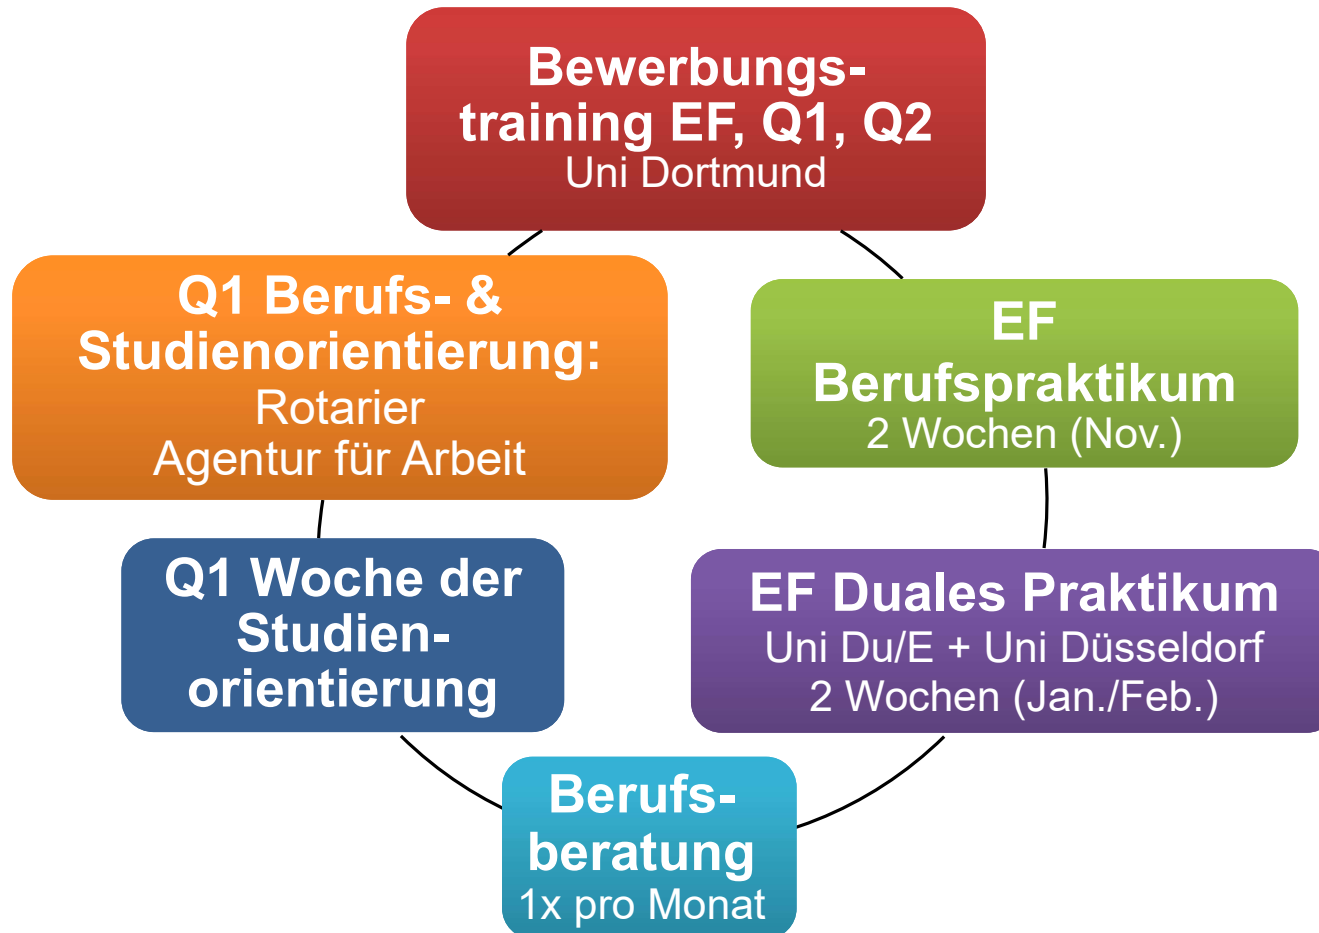 Bewerbungs-
training EF, Q1, Q2
Uni Dortmund
Q1 Berufs- &
Studienorientierung:
Rotarier
Agentur für Arbeit
EF
Berufspraktikum
2 Wochen (Nov.)
Q1 Woche der
Studien-
orientierung
EF Duales Praktikum
Uni Du/E + Uni Düsseldorf
2 Wochen (Jan./Feb.)
Berufs-
beratung
1x pro Monat